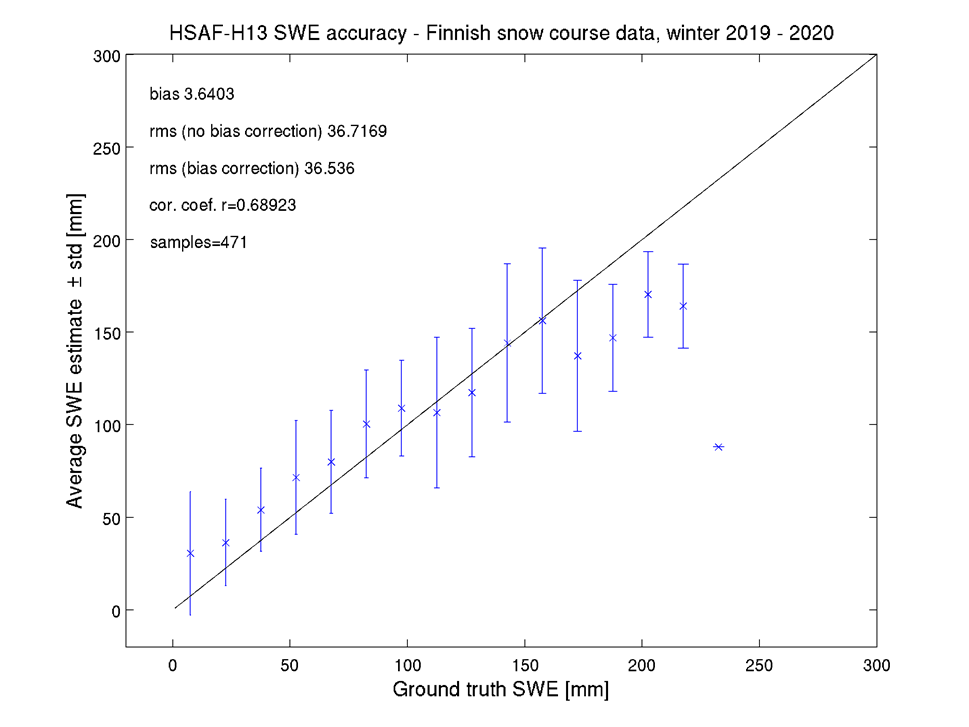 HSAF-H13 SWE accuracy - Finnish snow course data, winter 2019 - 2020
300
250
200
150
100
50
0
Average SWE estimate ± std [mm]
bias 3.6403
rms (no bias correction) 36.7169
rms (bias correction) 36.536
cor. coef. r=0.68923
samples=471
0 50 100 150 200 250 300
Ground truth SWE [mm]